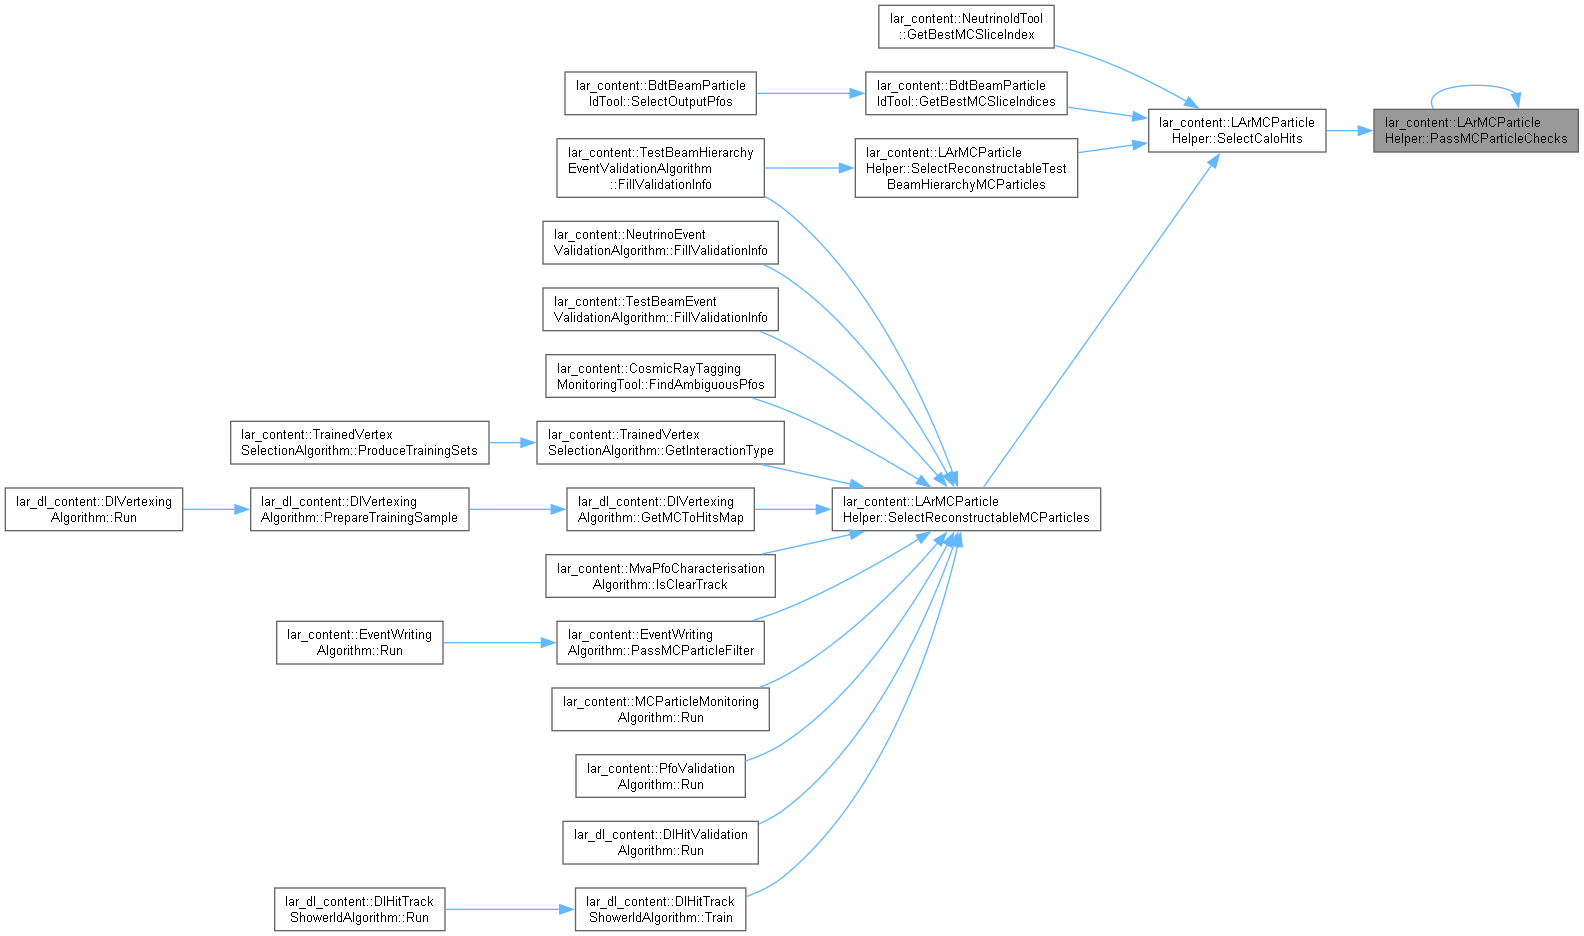 lar_content::NeutrinoIdTool
::GetBestMCSliceIndex
lar_content::BdtBeamParticle
IdTool::SelectOutputPfos
lar_content::BdtBeamParticle
IdTool::GetBestMCSliceIndices
lar_content::LArMCParticle
Helper::SelectCaloHits
lar_content::LArMCParticle
Helper::PassMCParticleChecks
lar_content::TestBeamHierarchy
EventValidationAlgorithm
::FillValidationInfo
lar_content::LArMCParticle
Helper::SelectReconstructableTest
BeamHierarchyMCParticles
lar_content::NeutrinoEvent
ValidationAlgorithm::FillValidationInfo
lar_content::TestBeamEvent
ValidationAlgorithm::FillValidationInfo
lar_content::CosmicRayTagging
MonitoringTool::FindAmbiguousPfos
lar_content::TrainedVertex
SelectionAlgorithm::ProduceTrainingSets
lar_content::TrainedVertex
SelectionAlgorithm::GetInteractionType
lar_dl_content::DlVertexing
Algorithm::Run
lar_dl_content::DlVertexing
Algorithm::PrepareTrainingSample
lar_dl_content::DlVertexing
Algorithm::GetMCToHitsMap
lar_content::LArMCParticle
Helper::SelectReconstructableMCParticles
lar_content::MvaPfoCharacterisation
Algorithm::IsClearTrack
lar_content::EventWriting
Algorithm::Run
lar_content::EventWriting
Algorithm::PassMCParticleFilter
lar_content::MCParticleMonitoring
Algorithm::Run
lar_content::PfoValidation
Algorithm::Run
lar_dl_content::DlHitValidation
Algorithm::Run
lar_dl_content::DlHitTrack
ShowerIdAlgorithm::Run
lar_dl_content::DlHitTrack
ShowerIdAlgorithm::Train